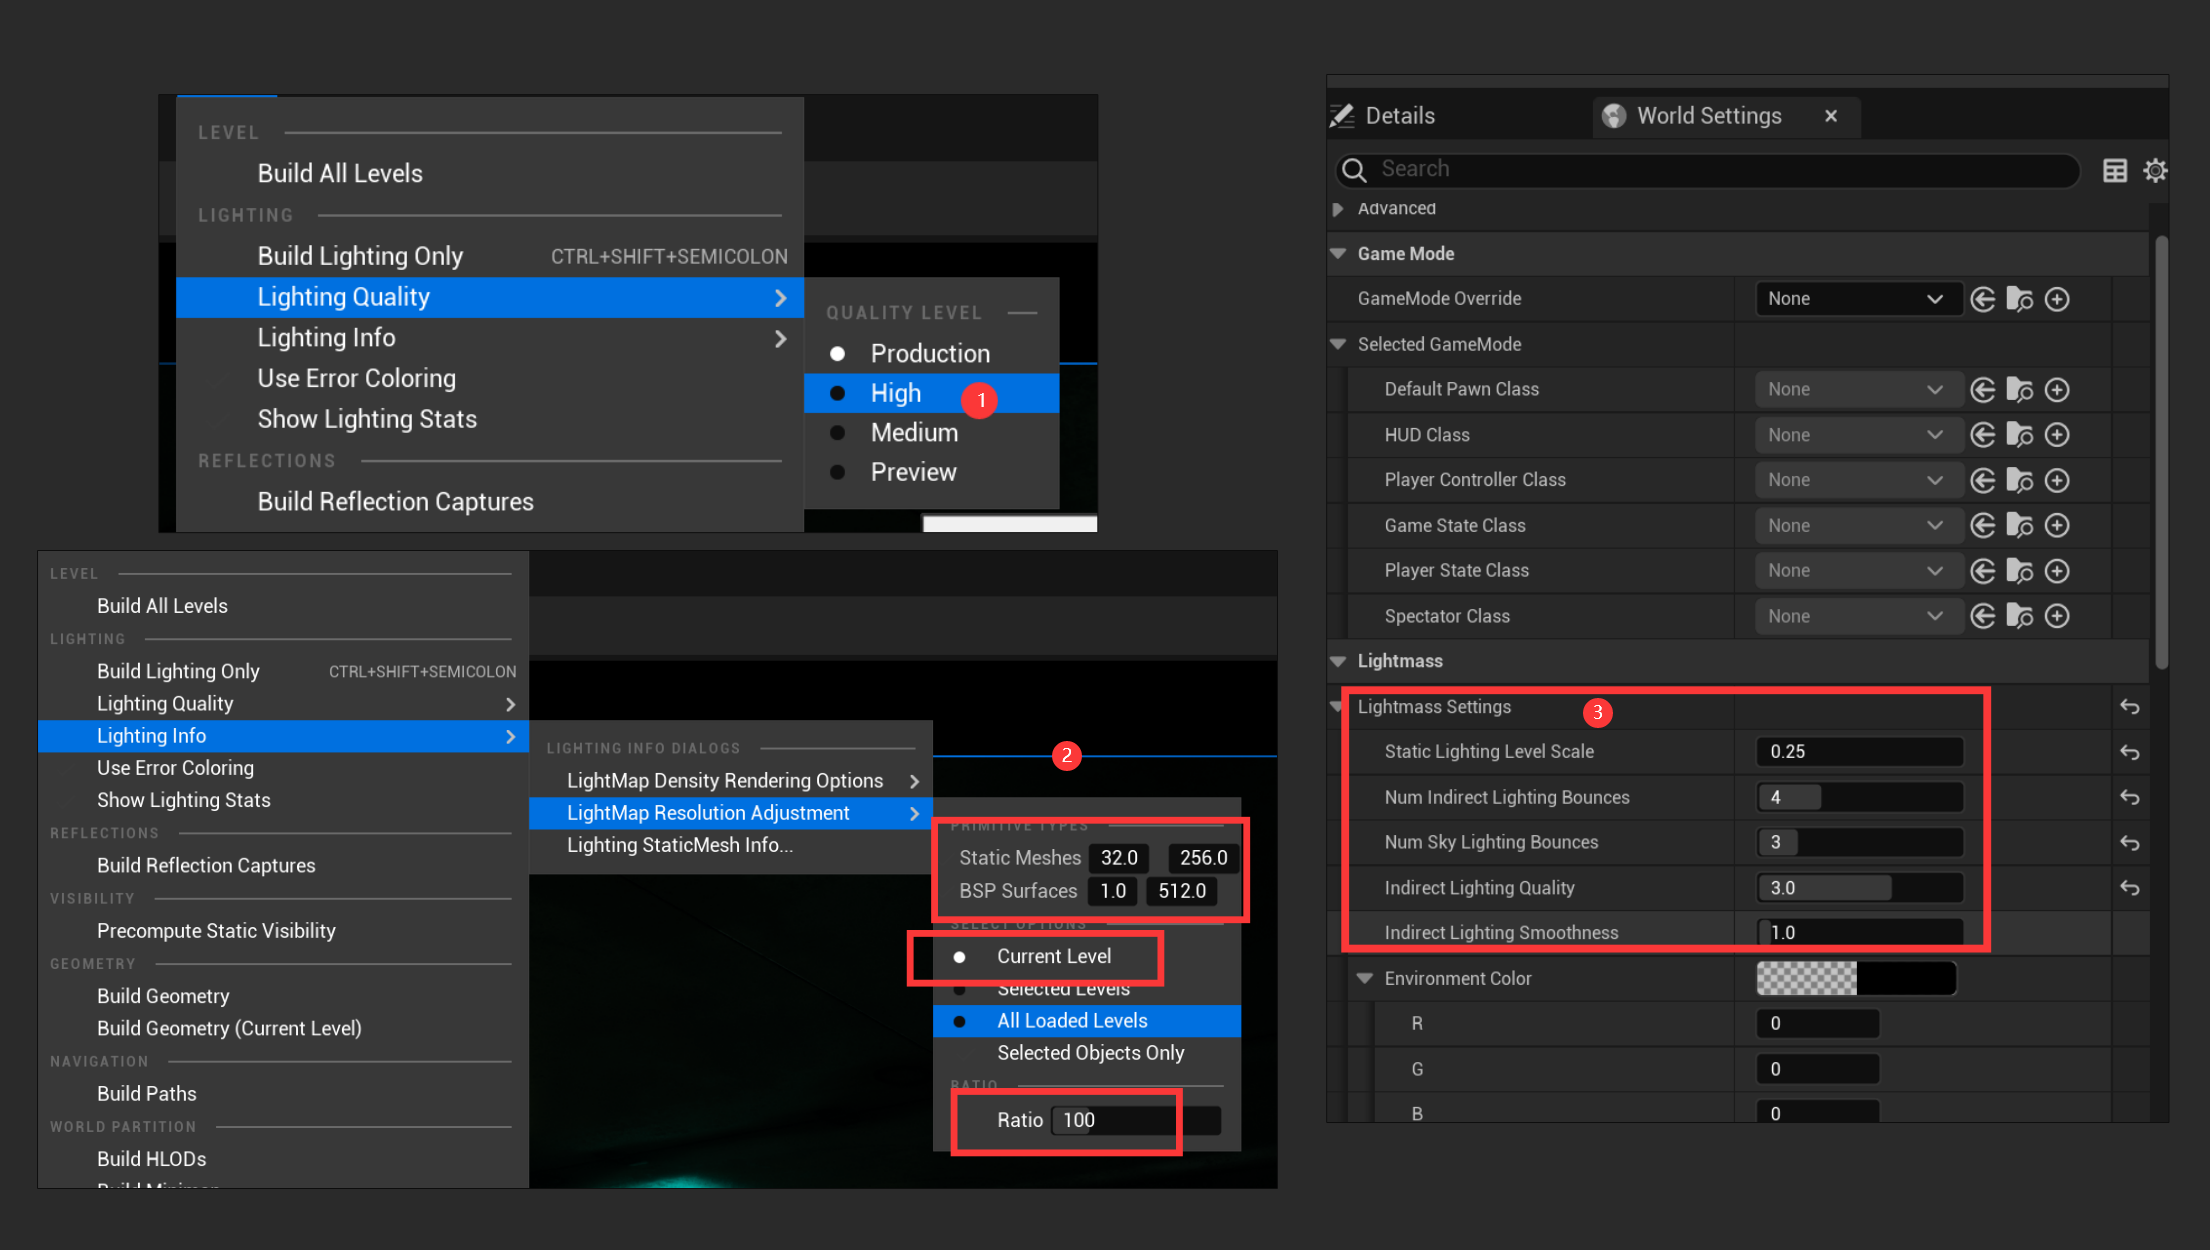 LEVEL
Build All Levels
LIGHTING
Build Lighting Only CTRL+SHIFT+SEMICOLON
Lighting Quality
Lighting Info
Use Error Coloring
Show Lighting Stats
REFLECTIONS
Build Reflection Captures
QUALITY LEVEL
Production
High 1
Medium
Preview
LEVEL
Build All Levels
LIGHTING
Build Lighting Only CTRL+SHIFT+SEMICOLON
Lighting Quality
Lighting Info
Use Error Coloring
Show Lighting Stats
REFLECTIONS
Build Reflection Captures
VISIBILITY
Precompute Static Visibility
GEOMETRY
Build Geometry
Build Geometry (Current Level)
NAVIGATION
Build Paths
WORLD PARTITION
Build HLODs
Build Minimap
LIGHTING INFO DIALOGS
LightMap Density Rendering Options
LightMap Resolution Adjustment
Lighting StaticMesh Info...
2
PRIMITIVE TYPES
Static Meshes 32.0 256.0
BSP Surfaces 1.0 512.0
SELECT OPTIONS
Current Level
Selected Levels
All Loaded Levels
Selected Objects Only
RATIO
Ratio 100
Details World Settings
Search
Advanced
Game Mode
GameMode Override None
Selected GameMode
Default Pawn Class None
HUD Class None
Player Controller Class None
Game State Class None
Player State Class None
Spectator Class None
Lightmass
Lightmass Settings 3
Static Lighting Level Scale 0.25
Num Indirect Lighting Bounces 4
Num Sky Lighting Bounces 3
Indirect Lighting Quality 3.0
Indirect Lighting Smoothness 1.0
Environment Color
R 0
G 0
B 0